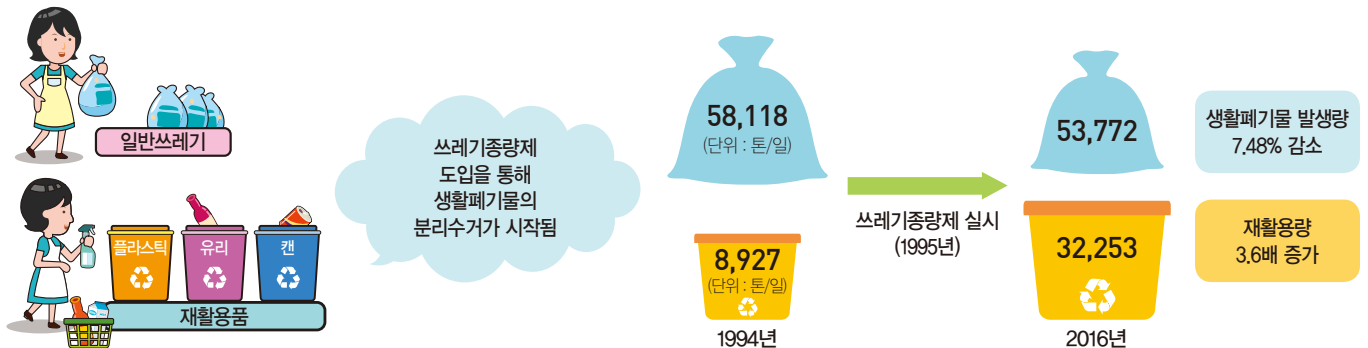 일반쓰레기
플라스틱
유리
캔
재활용품
쓰레기종량제
도입을 통해
생활폐기물의
분리수거가 시작됨
58,118
(단위 : 톤/일)
8,927
(단위 : 톤/일)
1994년
쓰레기종량제 실시
(1995년)
53,772
32,253
2016년
생활폐기물 발생량
7.48% 감소
재활용량
3.6배 증가